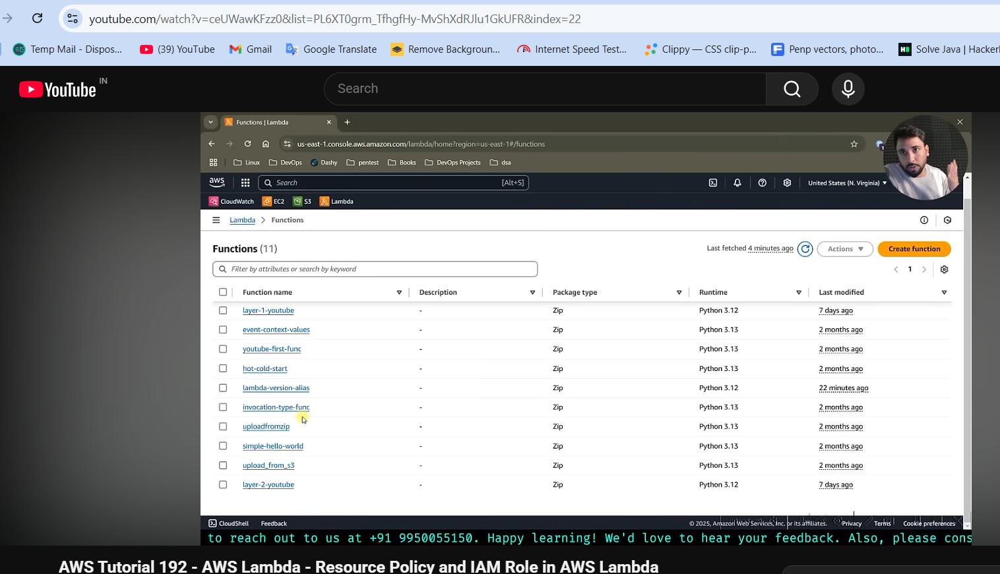 youtube.com/watch?v=ceUWawKFzz0&list=PL6XT0grm_TfhgfHy-MvShXdRJlu1GkUFR&index=22
Temp Mail - Dispos... (39) YouTube Gmail Google Translate Remove Backgroun... Internet Speed Test... Clippy — CSS clip-p... Penp vectors, photo... Solve Java | Hacker
YouTube IN Search
Functions | Lambda
us-east-1.console.aws.amazon.com/lambda/home?region=us-east-1#/functions
Linux DevOps Dashy pentest Books DevOps Projects dsa
aws Search [Alt+S] United States (N. Virginia)
CloudWatch EC2 S3 Lambda
Lambda > Functions
Functions (11) Last fetched 4 minutes ago Actions Create function
Filter by attributes or search by keyword 1
Function name Description Package type Runtime Last modified
layer-1-youtube - Zip Python 3.12 7 days ago
event-context-values - Zip Python 3.13 2 months ago
youtube-first-func - Zip Python 3.13 2 months ago
hot-cold-start - Zip Python 3.13 2 months ago
lambda-version-alias - Zip Python 3.12 22 minutes ago
invocation-type-func - Zip Python 3.13 2 months ago
uploadfromzip - Zip Python 3.13 2 months ago
simple-hello-world - Zip Python 3.13 2 months ago
upload_from_s3 - Zip Python 3.13 2 months ago
layer-2-youtube - Zip Python 3.12 7 days ago
CloudShell Feedback © 2025, Amazon Web Services, Inc. or its affiliates. Privacy Terms Cookie preferences
to reach out to us at +91 9950055150. Happy learning! We'd love to hear your feedback. Also, please cons
AWS Tutorial 192 - AWS Lambda - Resource Policy and IAM Role in AWS Lambda